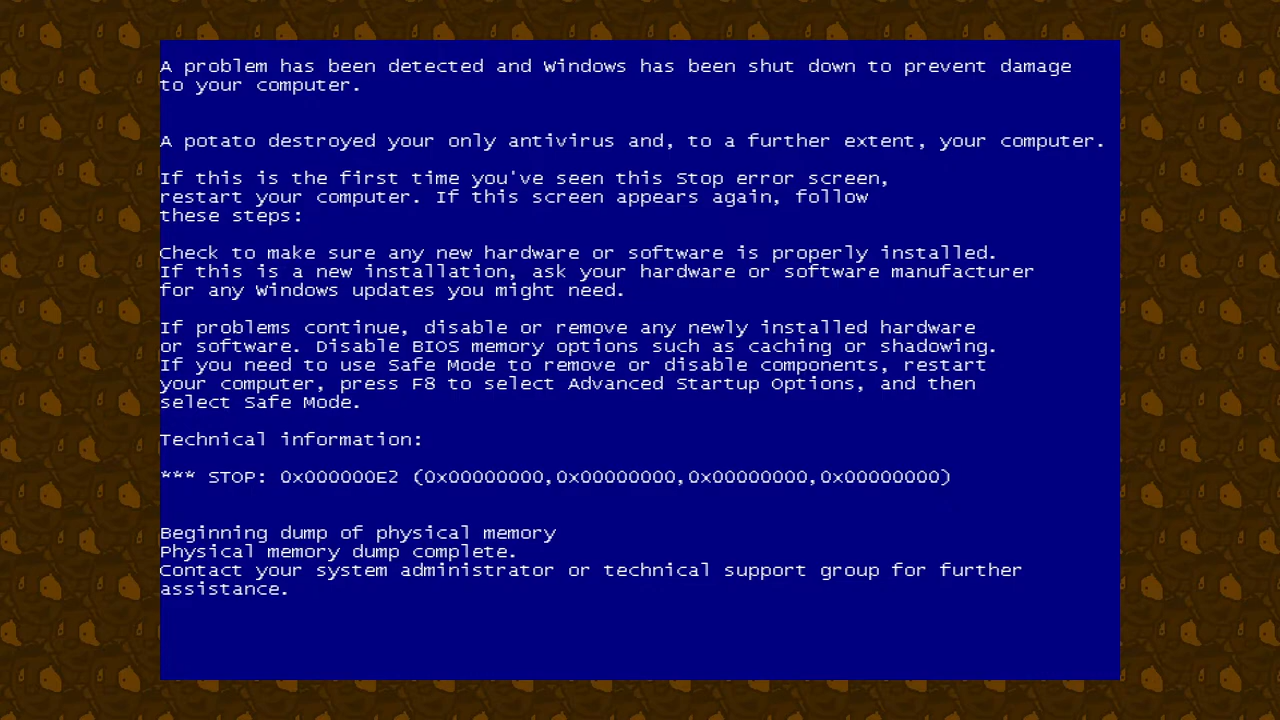 A problem has been detected and Windows has been shut down to prevent damage
to your computer.
A potato destroyed your only antivirus and, to a further extent, your computer.
If this is the first time you've seen this Stop error screen,
restart your computer. If this screen appears again, follow
these steps:
Check to make sure any new hardware or software is properly installed.
If this is a new installation, ask your hardware or software manufacturer
for any Windows updates you might need.
If problems continue, disable or remove any newly installed hardware
or software. Disable BIOS memory options such as caching or shadowing.
If you need to use Safe Mode to remove or disable components, restart
your computer, press F8 to select Advanced Startup Options, and then
select Safe Mode.
Technical information:
*** STOP: 0x000000E2 (0x00000000,0x00000000,0x00000000,0x00000000)
Beginning dump of physical memory
Physical memory dump complete.
Contact your system administrator or technical support group for further
assistance.